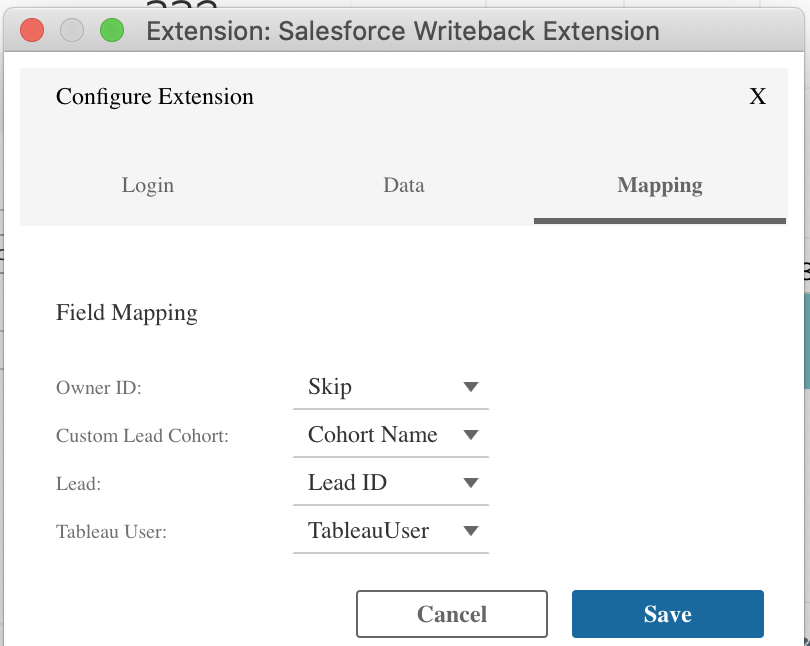 Extension: Salesforce Writeback Extension
Configure Extension X
Login Data Mapping
Field Mapping
Owner ID: Skip
Custom Lead Cohort: Cohort Name
Lead: Lead ID
Tableau User: TableauUser
Cancel Save